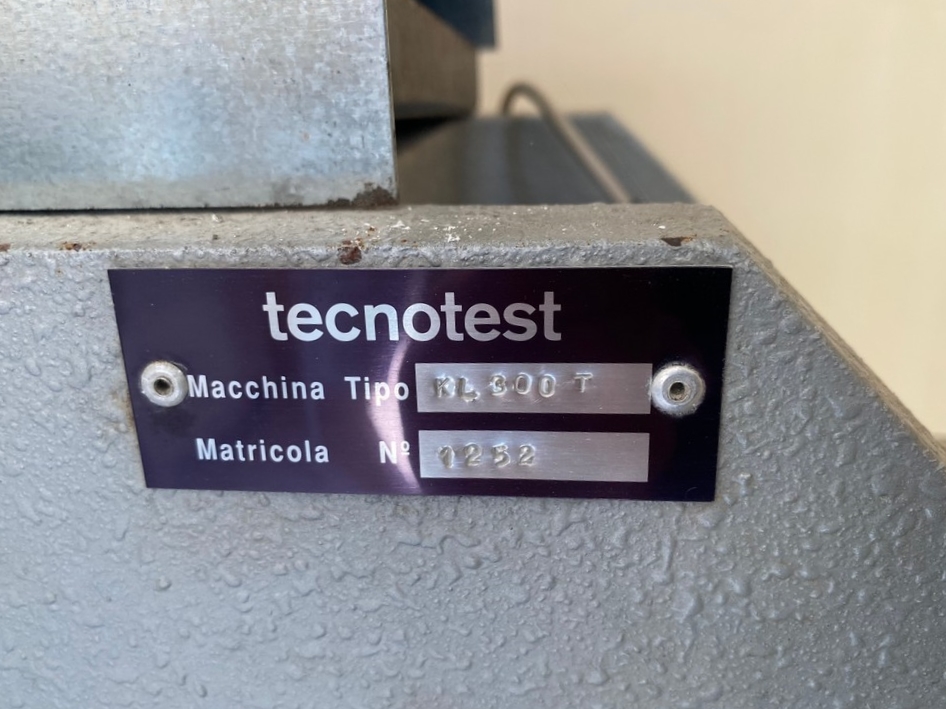 tecnotest
Macchina Tipo KL 300 T
Matricola Nº 1252